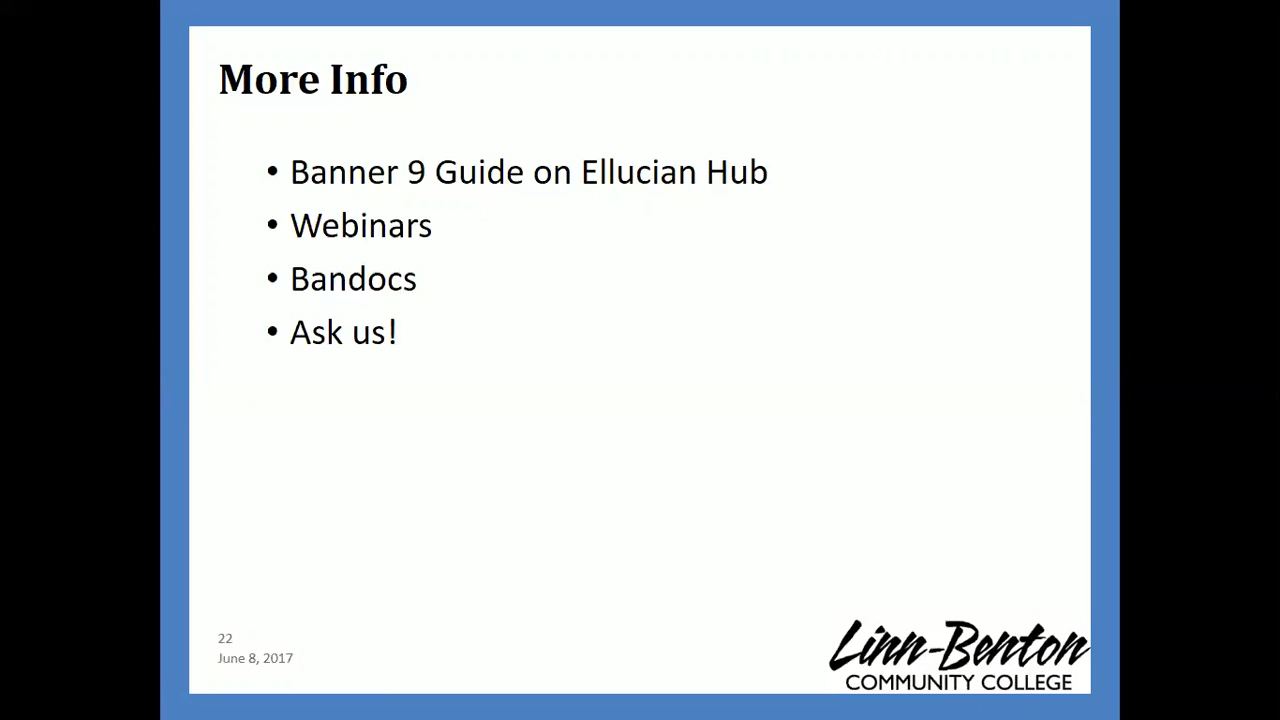 More Info
• Banner 9 Guide on Ellucian Hub
• Webinars
• Bandocs
• Ask us!
22
June 8, 2017
Linn-Benton
COMMUNITY COLLEGE